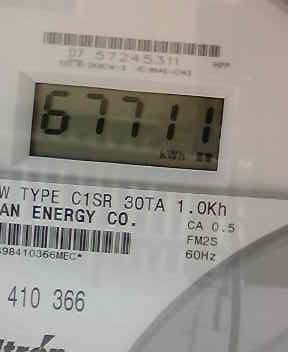 07 57245311
67711
kWh
W TYPE C1SR 30TA 1.0Kh
AN ENERGY CO.
CA 0.5
FM2S
60Hz
98410366MEC*
410 366